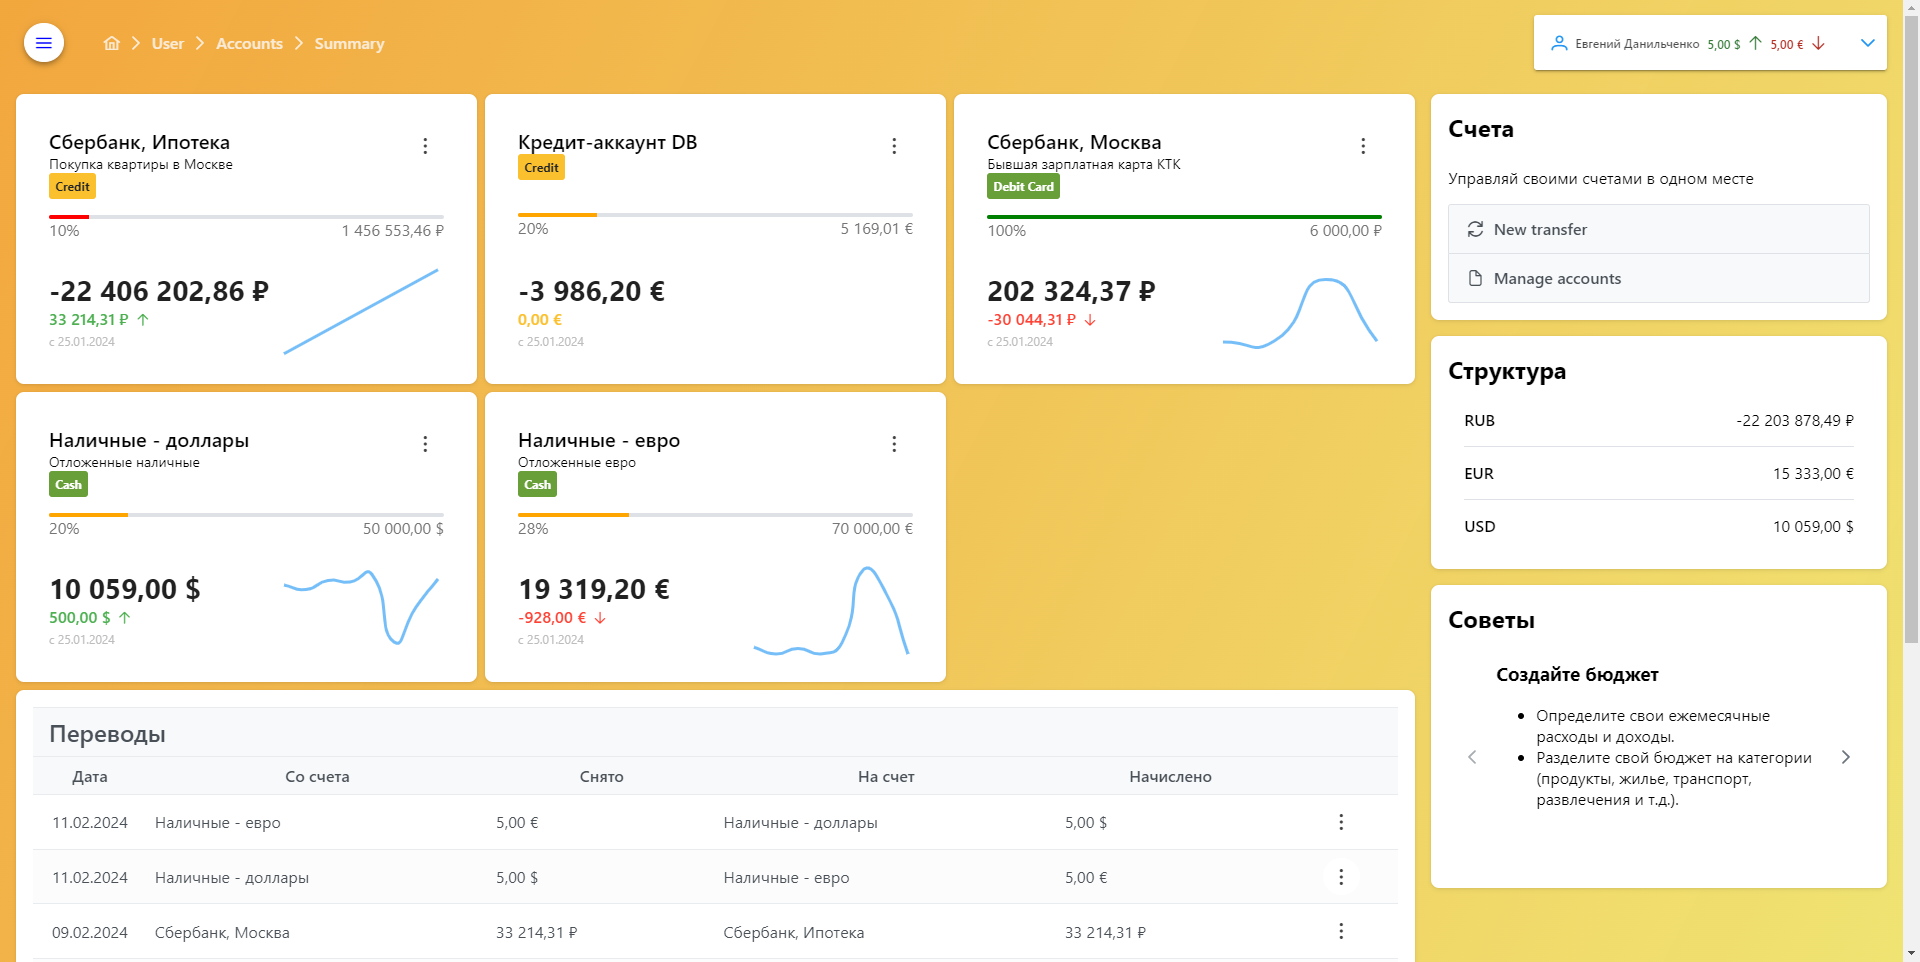 User
Accounts
Summary
Евгений Данильченко 5,00 $ 5,00 €
Сбербанк, Ипотека
Покупка квартиры в Москве
Credit
10% 1 456 553,46 ₽
-22 406 202,86 ₽
33 214,31 ₽
с 25.01.2024
Кредит-аккаунт DB
Credit
20% 5 169,01 €
-3 986,20 €
0,00 €
с 25.01.2024
Сбербанк, Москва
Бывшая зарплатная карта КТК
Debit Card
100% 6 000,00 ₽
202 324,37 ₽
-30 044,31 ₽
с 25.01.2024
Наличные - доллары
Отложенные наличные
Cash
20% 50 000,00 $
10 059,00 $
500,00 $
с 25.01.2024
Наличные - евро
Отложенные евро
Cash
28% 70 000,00 €
19 319,20 €
-928,00 €
с 25.01.2024
Переводы
Дата Со счета Снято На счет Начислено
11.02.2024 Наличные - евро 5,00 € Наличные - доллары 5,00 $
11.02.2024 Наличные - доллары 5,00 $ Наличные - евро 5,00 €
09.02.2024 Сбербанк, Москва 33 214,31 ₽ Сбербанк, Ипотека 33 214,31 ₽
Счета
Управляй своими счетами в одном месте
New transfer
Manage accounts
Структура
RUB -22 203 878,49 ₽
EUR 15 333,00 €
USD 10 059,00 $
Советы
Создайте бюджет
Определите свои ежемесячные
расходы и доходы.
Разделите свой бюджет на категории
(продукты, жилье, транспорт,
развлечения и т.д.).